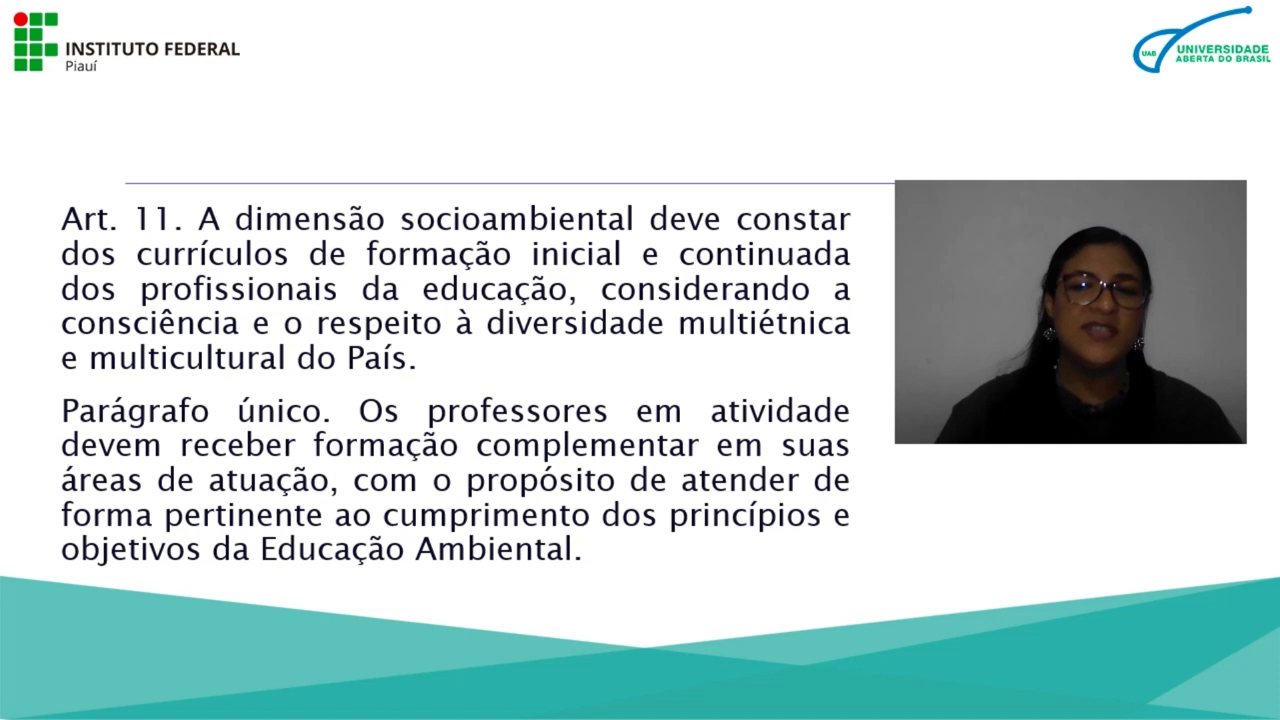 INSTITUTO FEDERAL
Piauí
UAB
UNIVERSIDADE
ABERTA DO BRASIL
Art. 11. A dimensão socioambiental deve constar
dos currículos de formação inicial e continuada
dos profissionais da educação, considerando a
consciência e o respeito à diversidade multiétnica
e multicultural do País.
Parágrafo único. Os professores em atividade
devem receber formação complementar em suas
áreas de atuação, com o propósito de atender de
forma pertinente ao cumprimento dos princípios e
objetivos da Educação Ambiental.